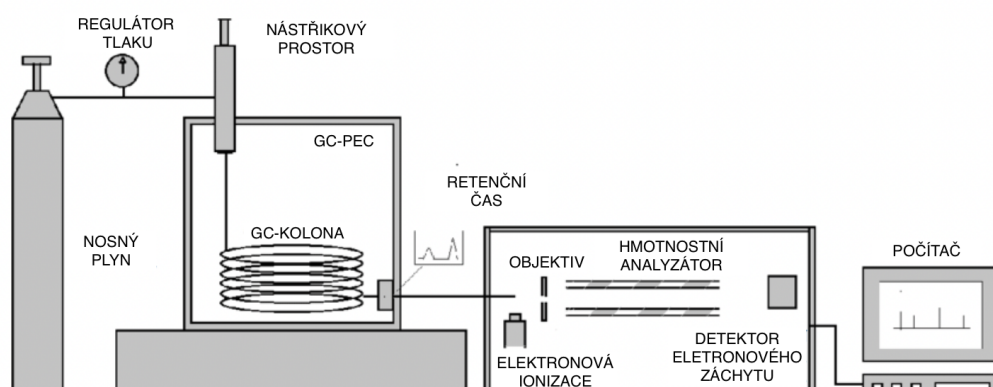 REGULÁTOR
TLAKU
NÁSTŘIKOVÝ
PROSTOR
GC-PEC
RETENČNÍ
ČAS
NOSNÝ
PLYN
GC-KOLONA
OBJEKTIV
HMOTNOSTNÍ
ANALYZÁTOR
POČÍTAČ
ELEKTRONOVÁ
IONIZACE
DETEKTOR
ELETRONOVÉHO
ZÁCHYTU